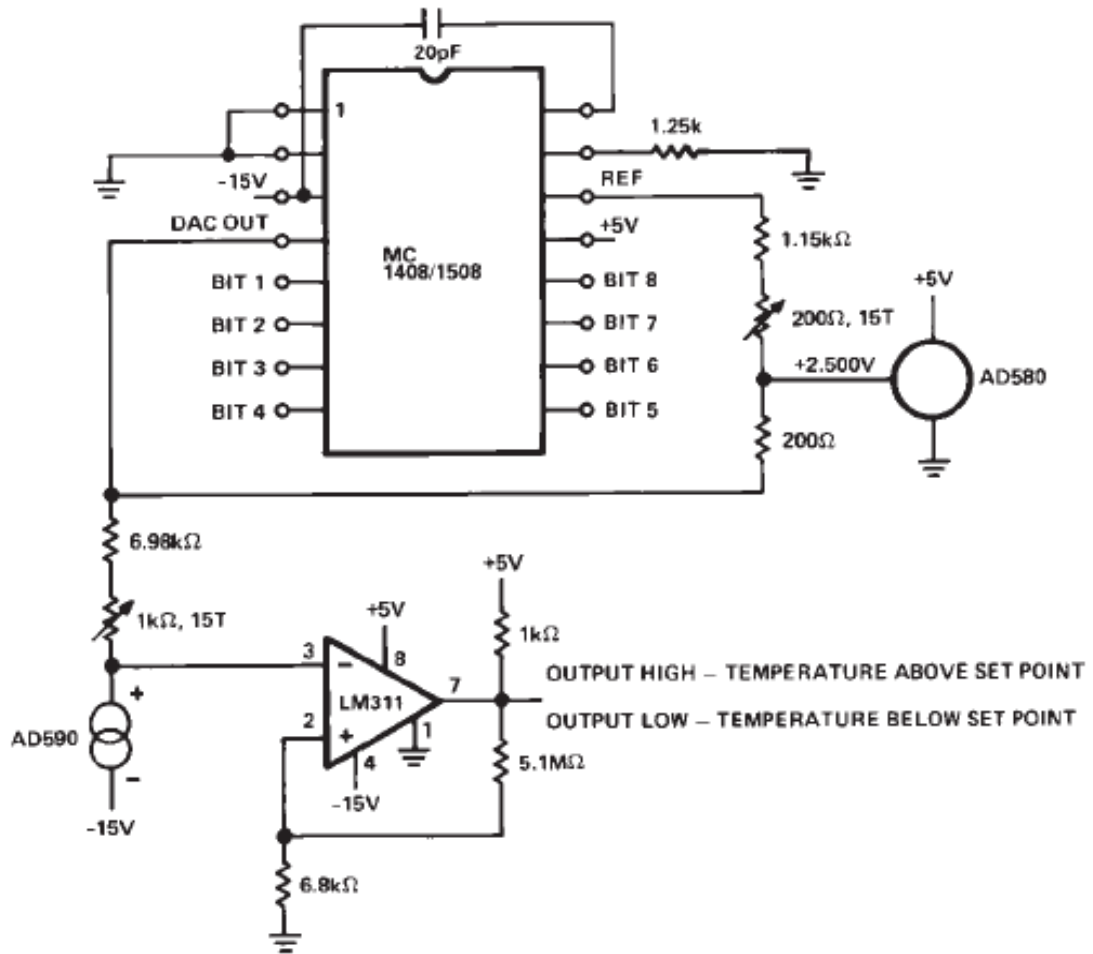 20pF
1
1.25k
-15V
REF
DAC OUT
+5V
MC
1408/1508
1.15kΩ
BIT 1
BIT 8
+5V
BIT 2
BIT 7
200Ω, 15T
BIT 3
BIT 6
+2.500V
AD580
BIT 4
BIT 5
200Ω
6.98kΩ
+5V
1kΩ, 15T
+5V
1kΩ
3
−
8
OUTPUT HIGH – TEMPERATURE ABOVE SET POINT
+
LM311
7
2
OUTPUT LOW – TEMPERATURE BELOW SET POINT
AD590
+
1
−
4
5.1MΩ
-15V
-15V
6.8kΩ